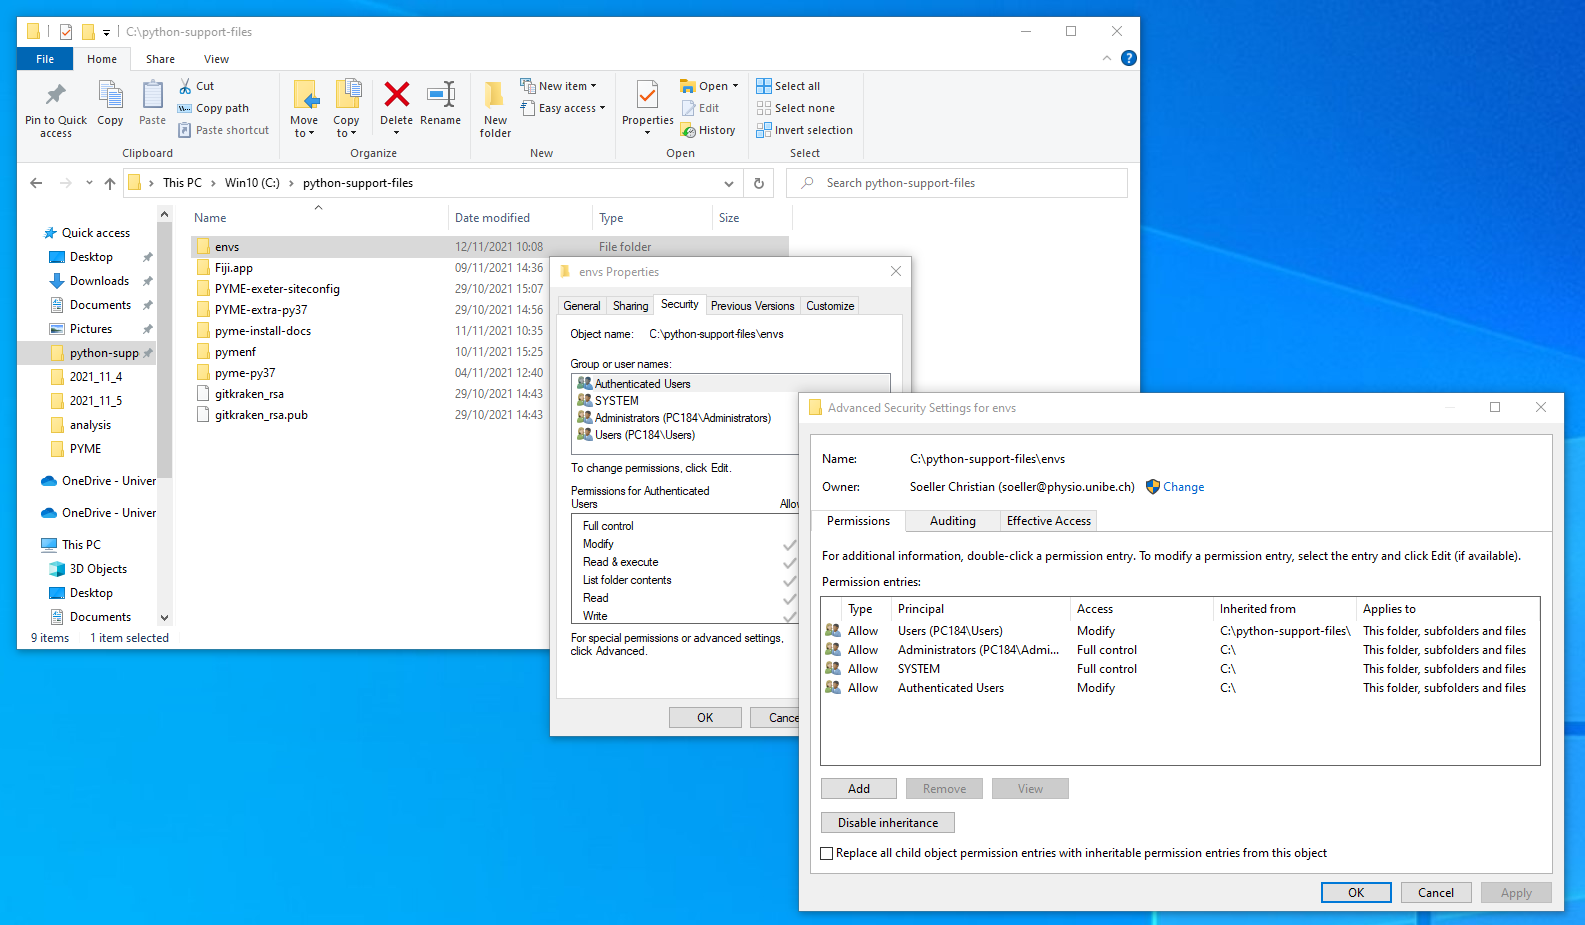 C:\python-support-files
File Home Share View
Pin to Quick access
Copy
Paste
Cut
Copy path
Paste shortcut
Clipboard
Move to
Copy to
Delete
Rename
Organize
New folder
New item
Easy access
New
Properties
Open
Edit
History
Open
Select all
Select none
Invert selection
Select
This PC Win10 (C:) python-support-files
Search python-support-files
Quick access
Desktop
Downloads
Documents
Pictures
python-supp
2021_11_4
2021_11_5
analysis
PYME
OneDrive - Univer
OneDrive - Univer
This PC
3D Objects
Desktop
Documents
Name Date modified Type Size
envs 12/11/2021 10:08 File folder
Fiji.app 09/11/2021 14:36
PYME-exeter-siteconfig 29/10/2021 15:07
PYME-extra-py37 29/10/2021 14:56
pyme-install-docs 11/11/2021 10:35
pymenf 10/11/2021 15:25
pyme-py37 04/11/2021 12:40
gitkraken_rsa 29/10/2021 14:43
gitkraken_rsa.pub 29/10/2021 14:43
9 items 1 item selected
envs Properties
General Sharing Security Previous Versions Customize
Object name: C:\python-support-files\envs
Group or user names:
Authenticated Users
SYSTEM
Administrators (PC184\Administrators)
Users (PC184\Users)
To change permissions, click Edit.
Permissions for Authenticated
Users Allow
Full control
Modify
Read & execute
List folder contents
Read
Write
For special permissions or advanced settings,
click Advanced.
OK Cance
Advanced Security Settings for envs
Name: C:\python-support-files\envs
Owner: Soeller Christian (soeller@physio.unibe.ch) Change
Permissions Auditing Effective Access
For additional information, double-click a permission entry. To modify a permission entry, select the entry and click Edit (if available).
Permission entries:
Type Principal Access Inherited from Applies to
Allow Users (PC184\Users) Modify C:\python-support-files\ This folder, subfolders and files
Allow Administrators (PC184\Admi... Full control C:\ This folder, subfolders and files
Allow SYSTEM Full control C:\ This folder, subfolders and files
Allow Authenticated Users Modify C:\ This folder, subfolders and files
Add Remove View
Disable inheritance
Replace all child object permission entries with inheritable permission entries from this object
OK Cancel Apply